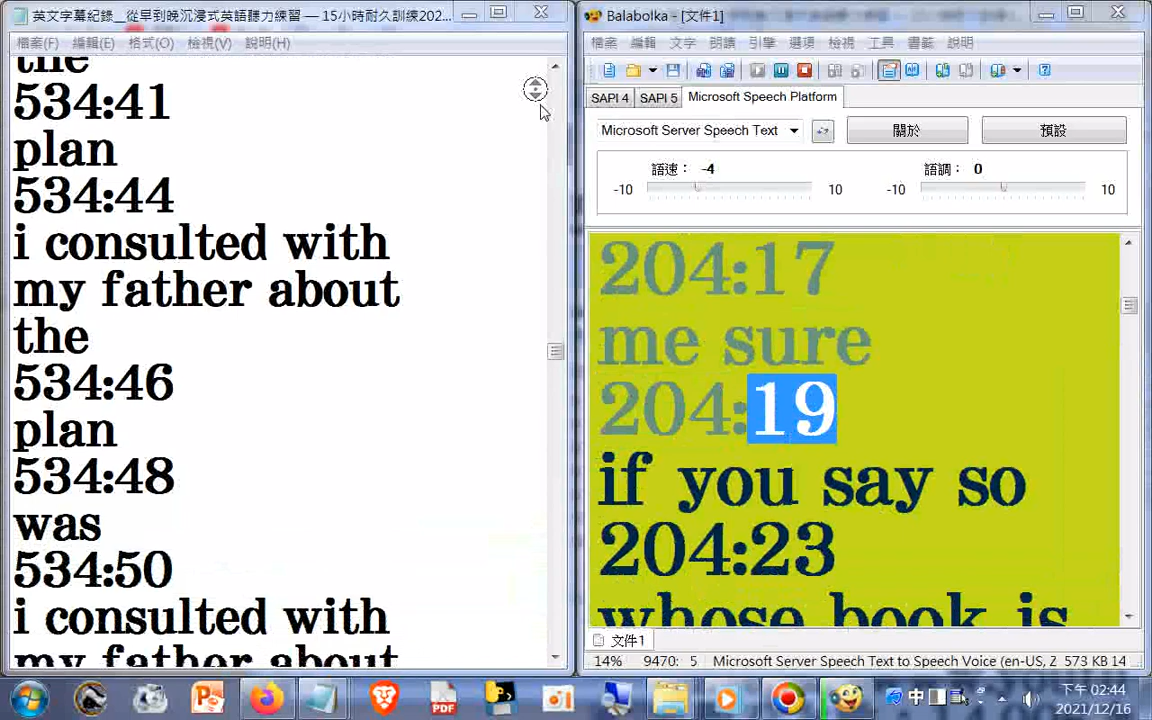 英文字幕紀錄__從早到晚沉浸式英語聽力練習 — 15小時耐久訓練202...
檔案(F) 編輯(E) 格式(O) 檢視(V) 說明(H)
the
534:41
plan
534:44
i consulted with
my father about
the
534:46
plan
534:48
was
534:50
i consulted with
my father about
Balabolka - [文件1]
檔案 編輯 文字 朗讀 引擎 選項 檢視 工具 書籤 說明
SAPI 4 SAPI 5 Microsoft Speech Platform
Microsoft Server Speech Text 關於 預設
語速： -4 語調： 0
-10 10 -10 10
204:17
me sure
204:19
if you say so
204:23
whose book is
文件1
14% 9470: 5 Microsoft Server Speech Text to Speech Voice (en-US, Z 573 KB 14
PDF 中 下午 02:44
2021/12/16